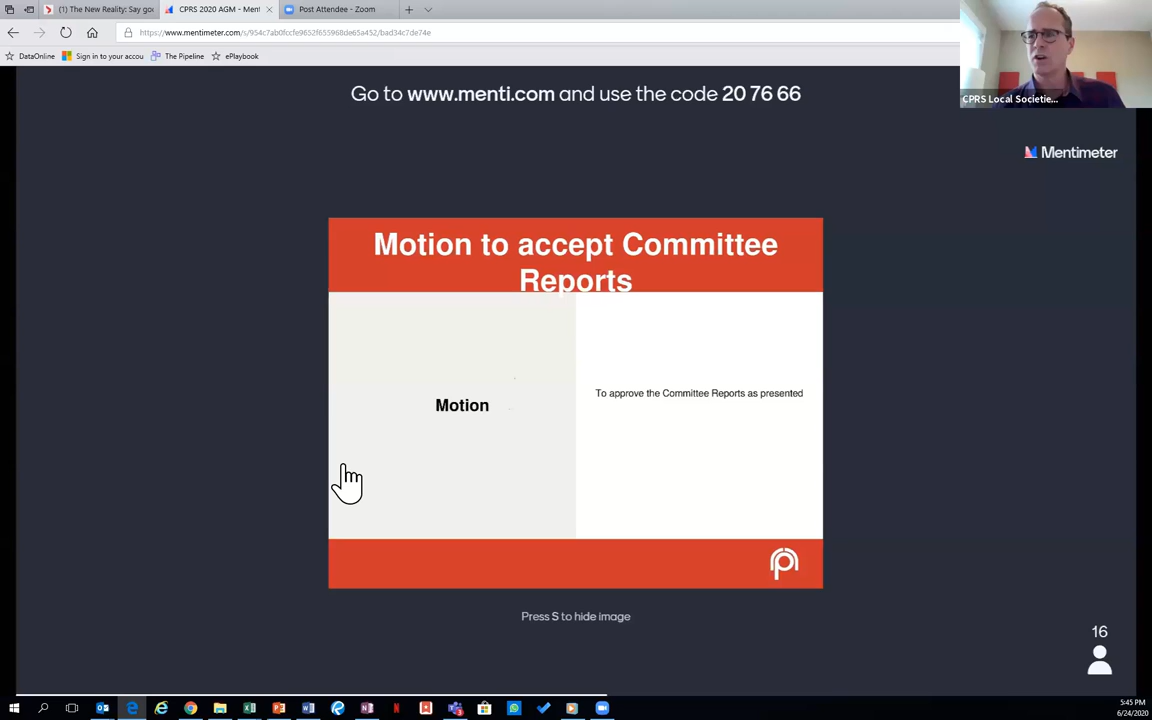 (1) The New Reality: Say goo
CPRS 2020 AGM - Menti
Post Attendee - Zoom
https://www.mentimeter.com/s/954c7ab0fccfe9652f655968de65a452/bad34c7de74e
DataOnline
Sign in to your accou
The Pipeline
ePlaybook
CPRS Local Societie...
Go to www.menti.com and use the code 20 76 66
Mentimeter
Motion to accept Committee
Reports
Motion
To approve the Committee Reports as presented
Press S to hide image
16
5:45 PM
6/24/2020